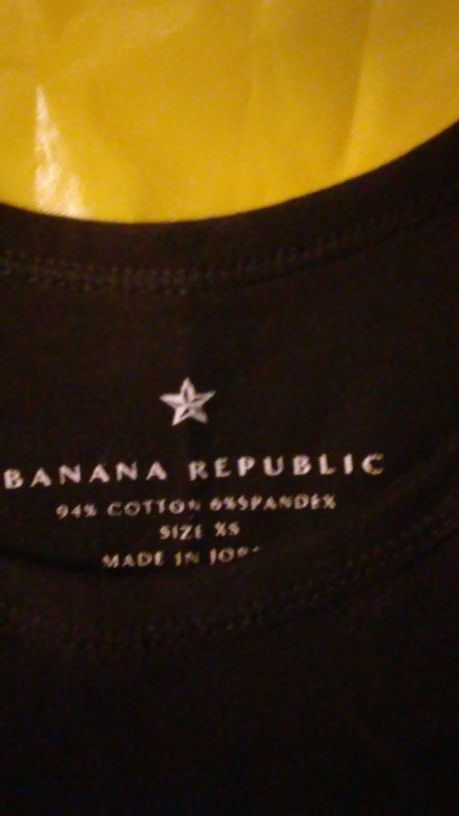 BANANA REPUBLIC
94% COTTON 6%SPANDEX
SIZE XS
MADE IN